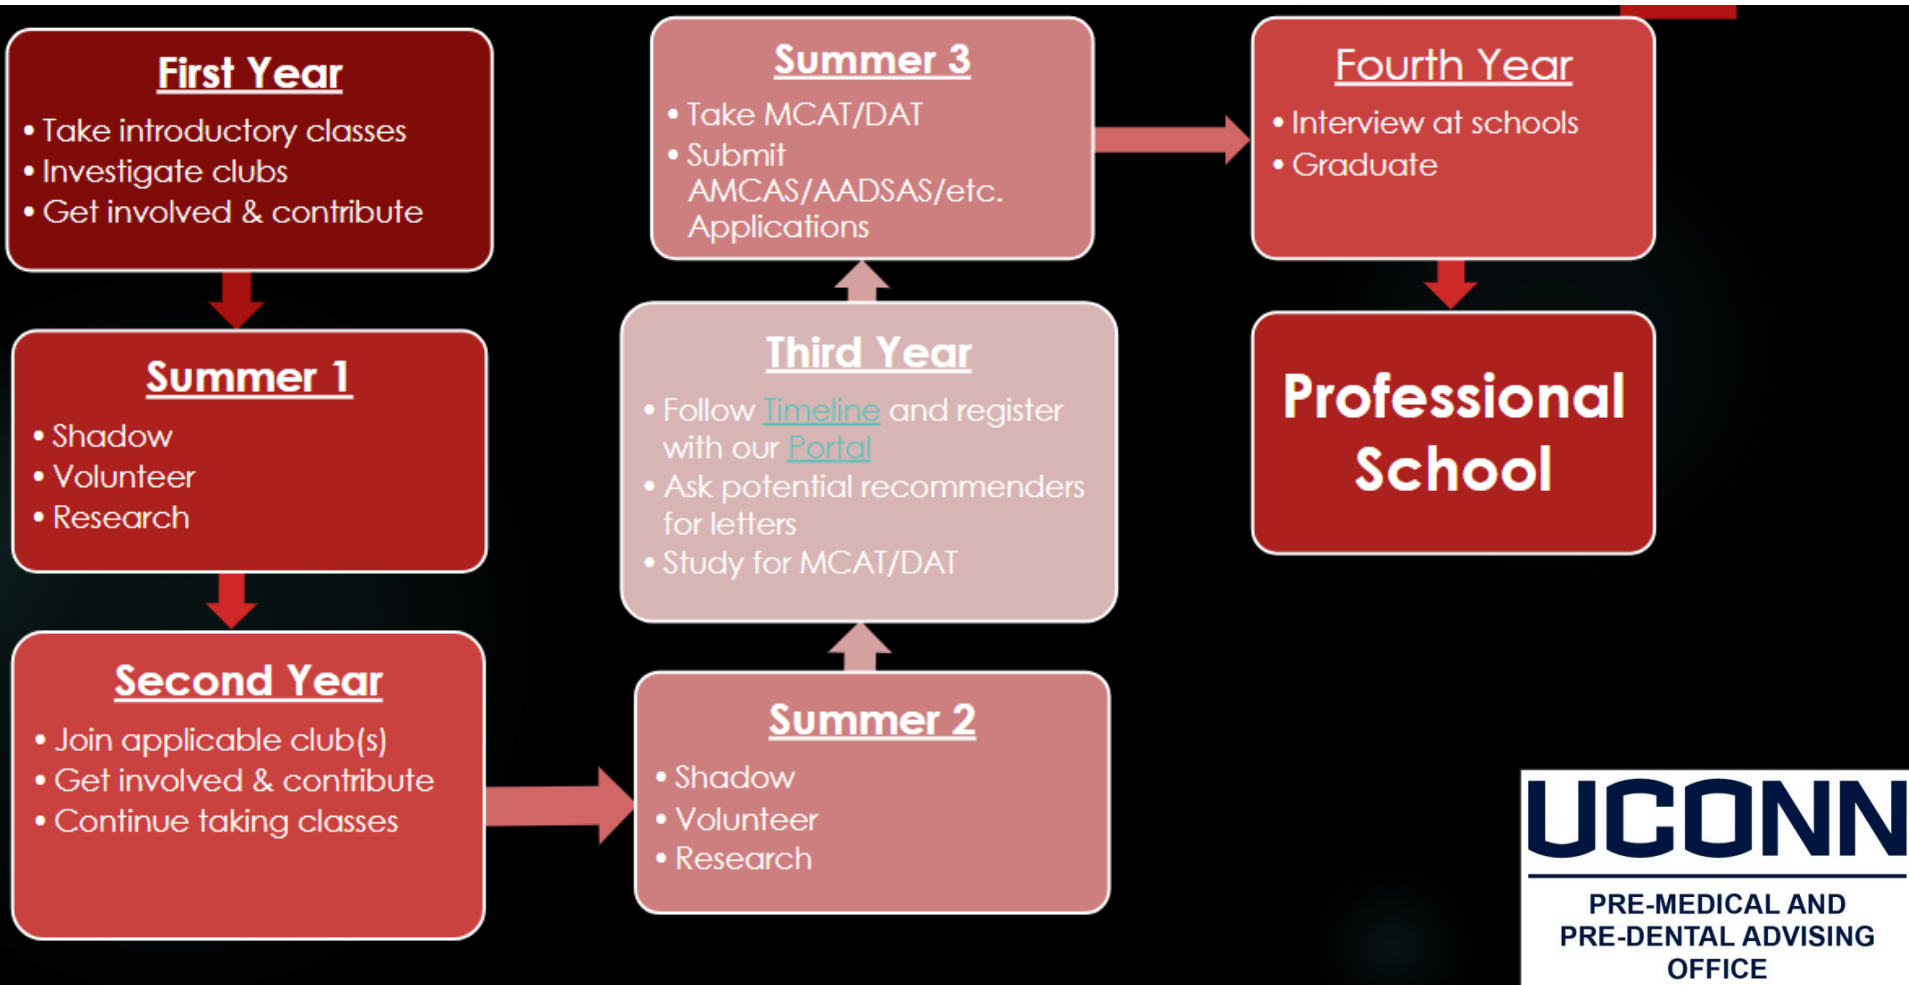 First Year
• Take introductory classes
• Investigate clubs
• Get involved & contribute
Summer 1
• Shadow
• Volunteer
• Research
Second Year
• Join applicable club(s)
• Get involved & contribute
• Continue taking classes
Summer 2
• Shadow
• Volunteer
• Research
Third Year
• Follow Timeline and register
with our Portal
• Ask potential recommenders
for letters
• Study for MCAT/DAT
Summer 3
• Take MCAT/DAT
• Submit
AMCAS/AADSAS/etc.
Applications
Fourth Year
• Interview at schools
• Graduate
Professional
School
UCONN
PRE-MEDICAL AND
PRE-DENTAL ADVISING
OFFICE